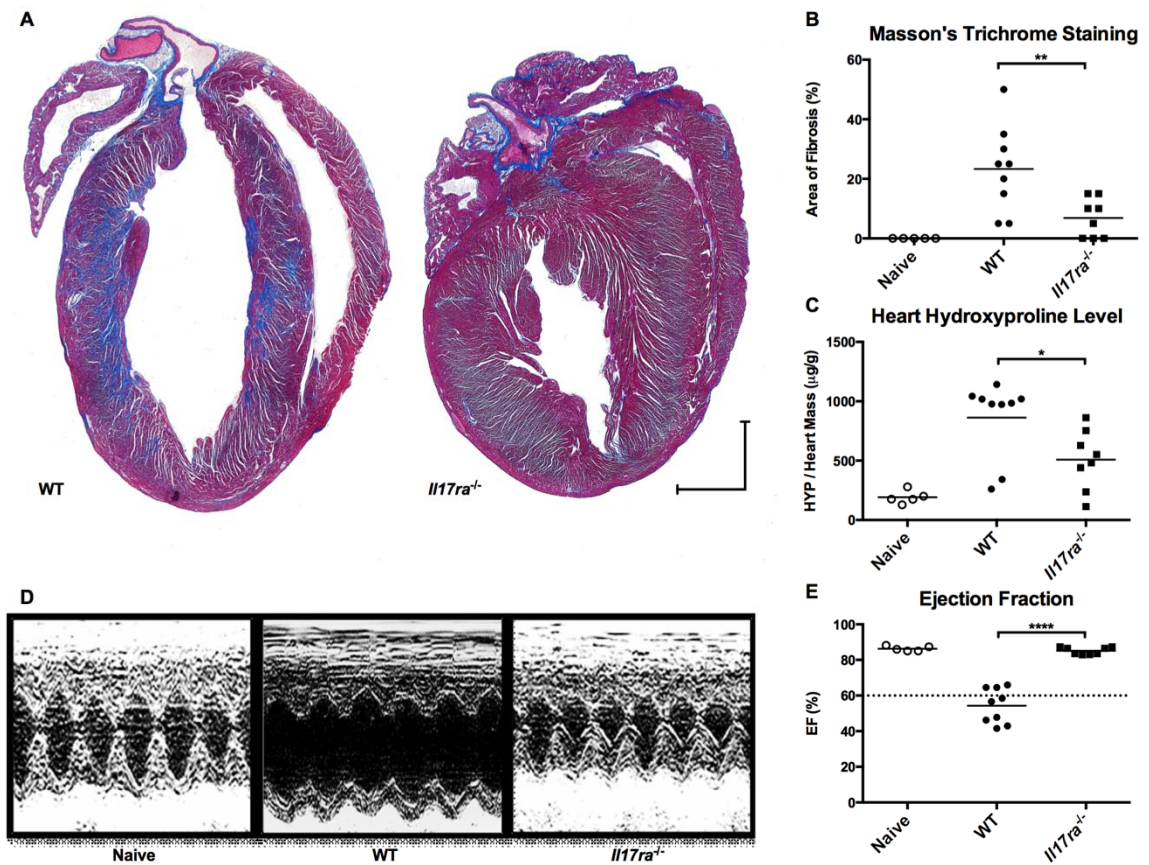 A
WT
Il17ra-/-
B
Masson's Trichrome Staining
**
60
40
20
0
Area of Fibrosis (%)
Naive
WT
Il17ra-/-
C
Heart Hydroxyproline Level
*
1500
1000
500
0
HYP / Heart Mass (µg/g)
Naive
WT
Il17ra-/-
D
Naive
WT
Il17ra-/-
E
Ejection Fraction
****
100
80
60
40
20
0
EF (%)
Naive
WT
Il17ra-/-